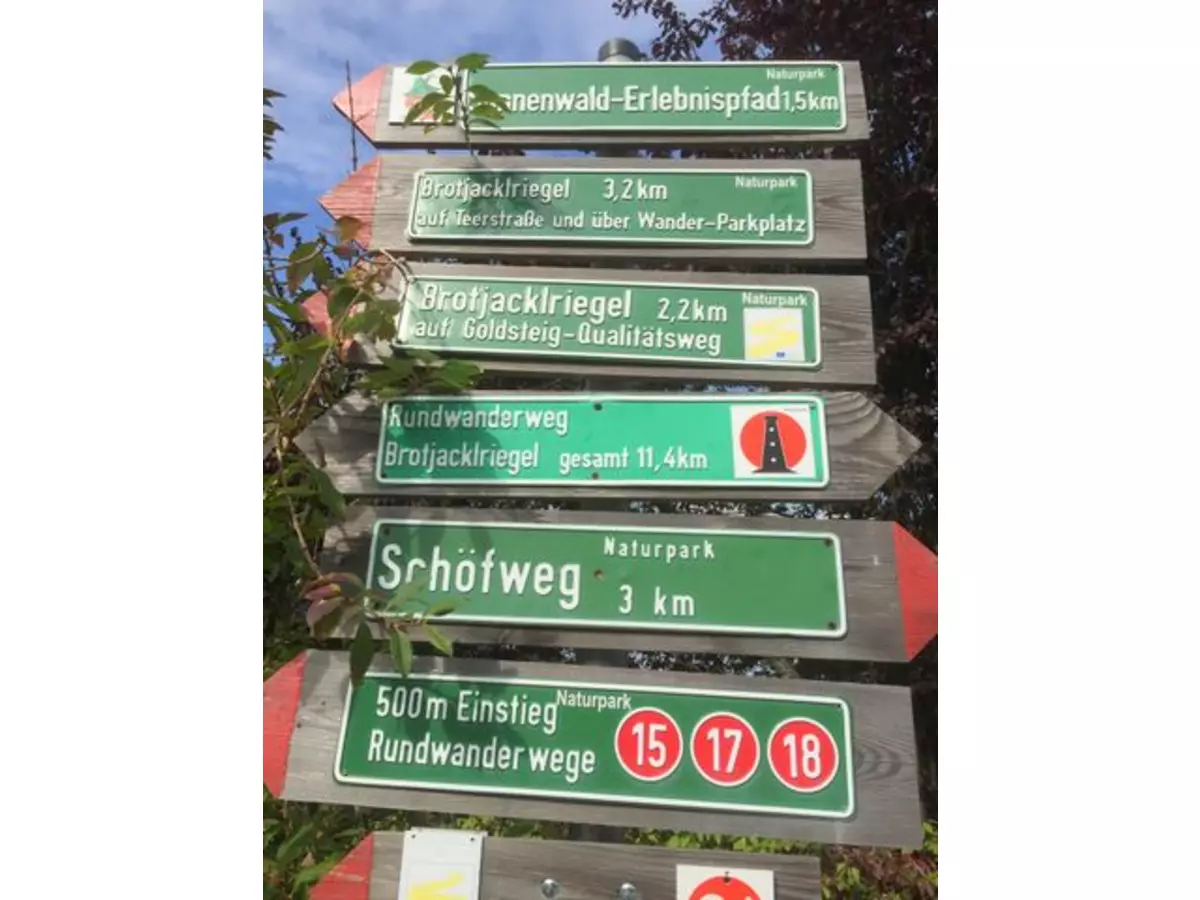 Naturpark
Erlebnispfad 1,5km
Brotjacklriegel 3,2km Naturpark
auf Teerstraße und über Wander-Parkplatz
Brotjacklriegel 2,2km Naturpark
auf Goldsteig-Qualitätsweg
Rundwanderweg
Brotjacklriegel gesamt 11,4km
Naturpark
Schöfweg 3 km
500m Einstieg Naturpark
Rundwanderwege 15 17 18